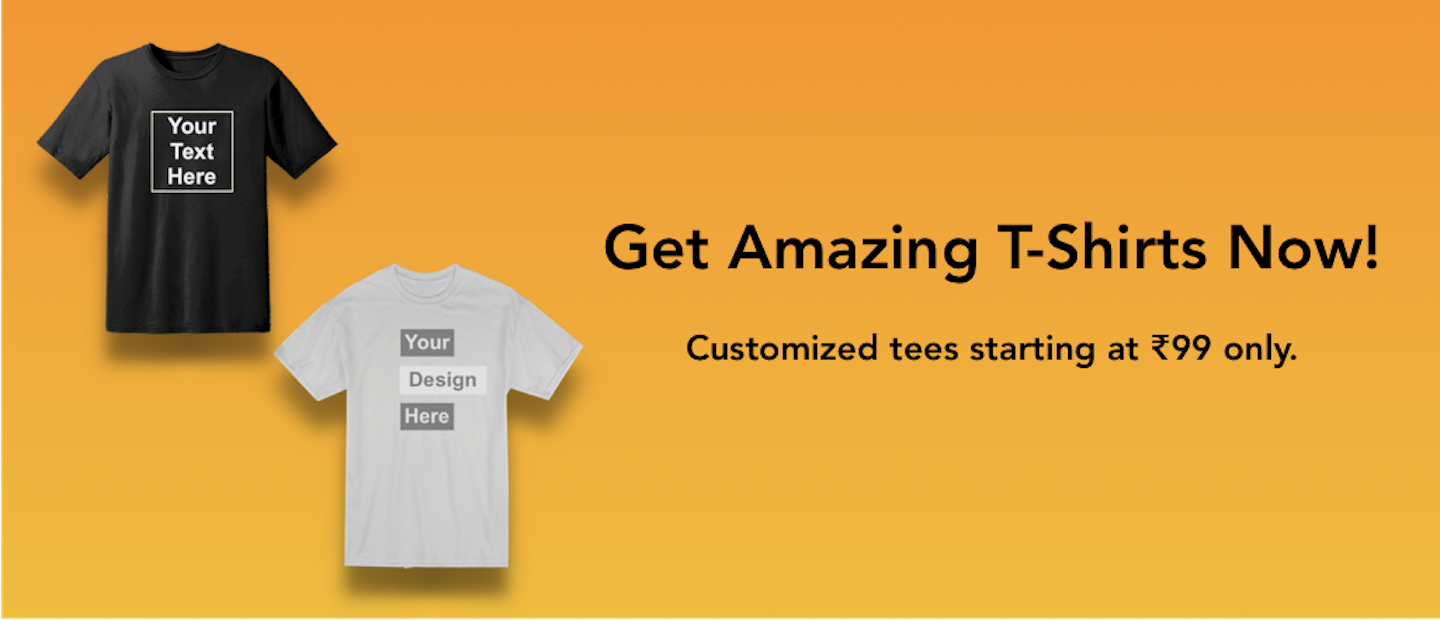 Your
Text
Here
Your
Design
Here
Get Amazing T-Shirts Now!
Customized tees starting at ₹99 only.